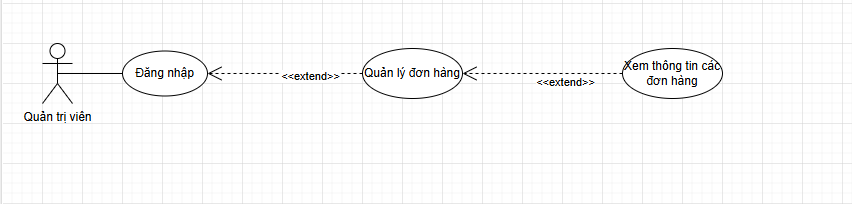 Đăng nhập
<<extend>>
Quản lý đơn hàng
<<extend>>
Xem thông tin các
đơn hàng
Quản trị viên